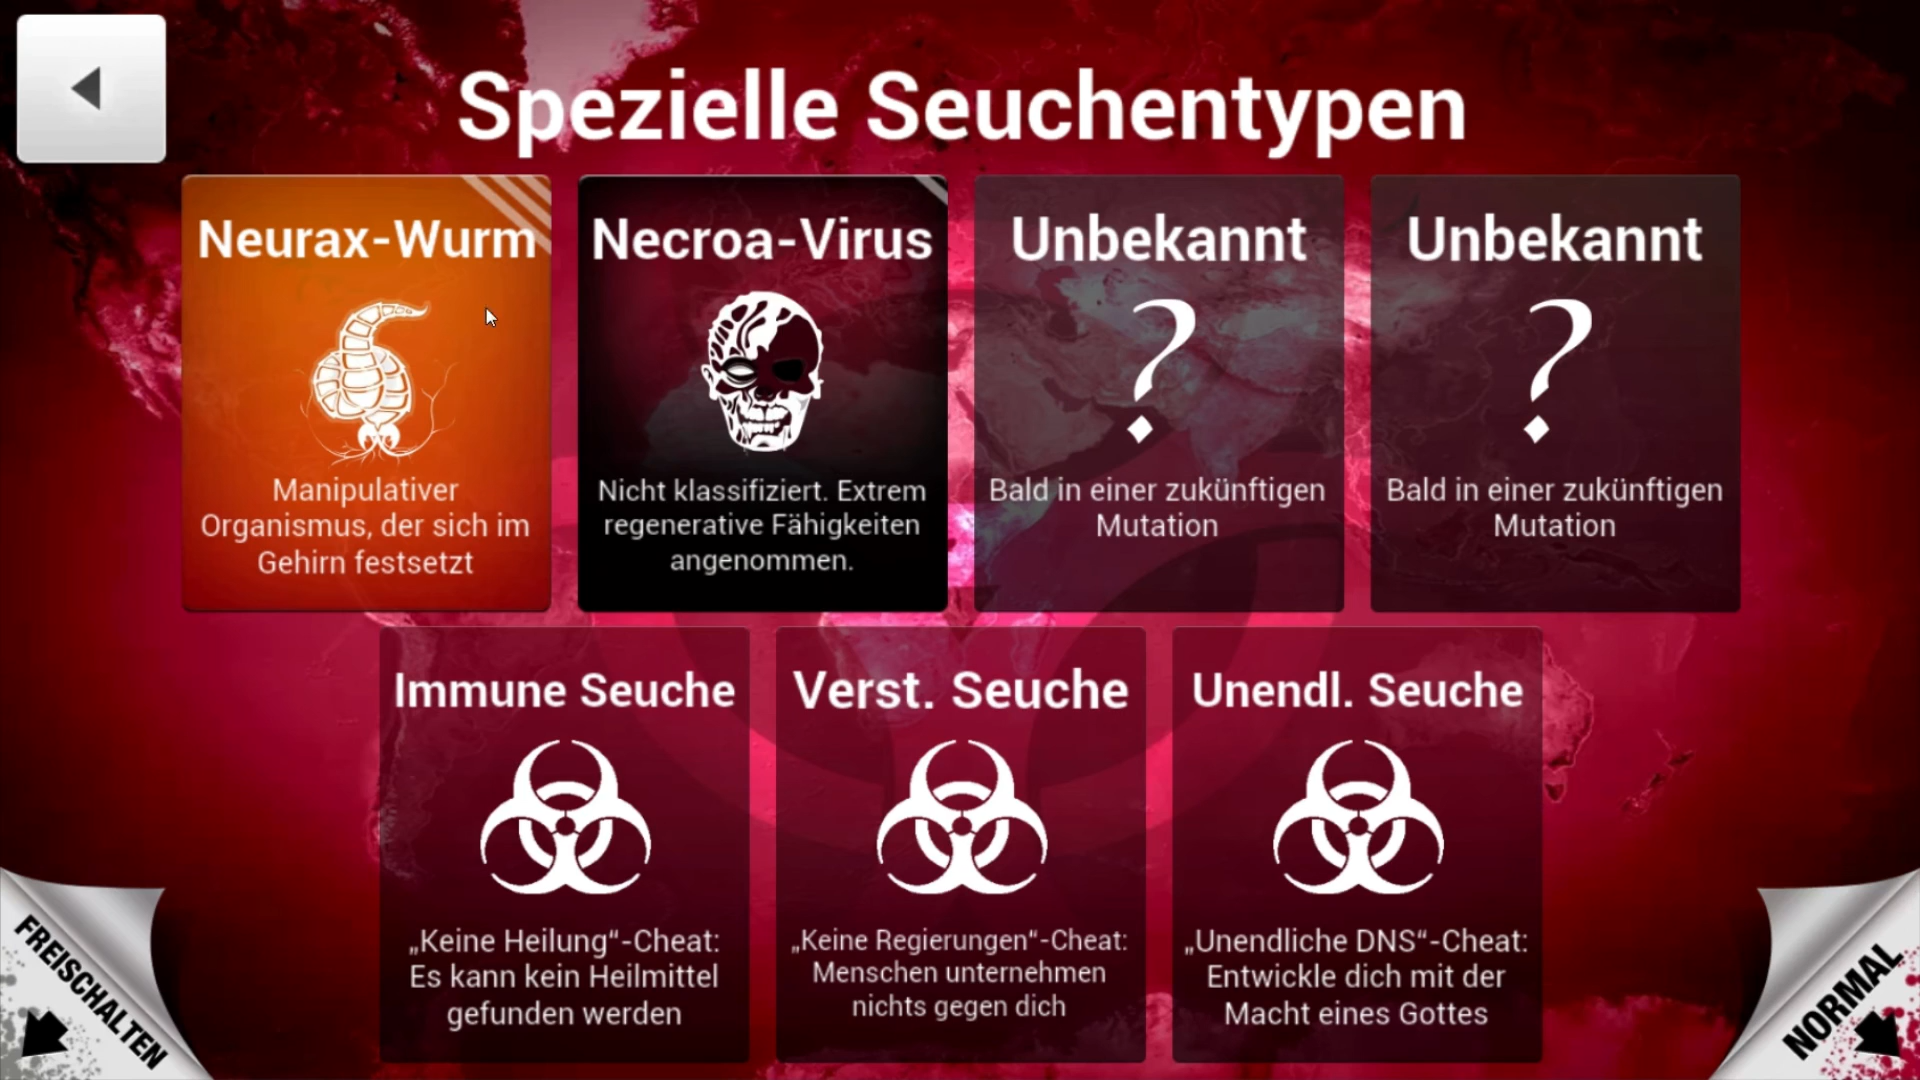 Spezielle Seuchentypen
Neurax-Wurm
Manipulativer
Organismus, der sich im
Gehirn festsetzt
Necroa-Virus
Nicht klassifiziert. Extrem
regenerative Fähigkeiten
angenommen.
Unbekannt
?
Bald in einer zukünftigen
Mutation
Unbekannt
?
Bald in einer zukünftigen
Mutation
Immune Seuche
„Keine Heilung“-Cheat:
Es kann kein Heilmittel
gefunden werden
Verst. Seuche
„Keine Regierungen“-Cheat:
Menschen unternehmen
nichts gegen dich
Unendl. Seuche
„Unendliche DNS“-Cheat:
Entwickle dich mit der
Macht eines Gottes
FREISCHALTEN
NORMAL